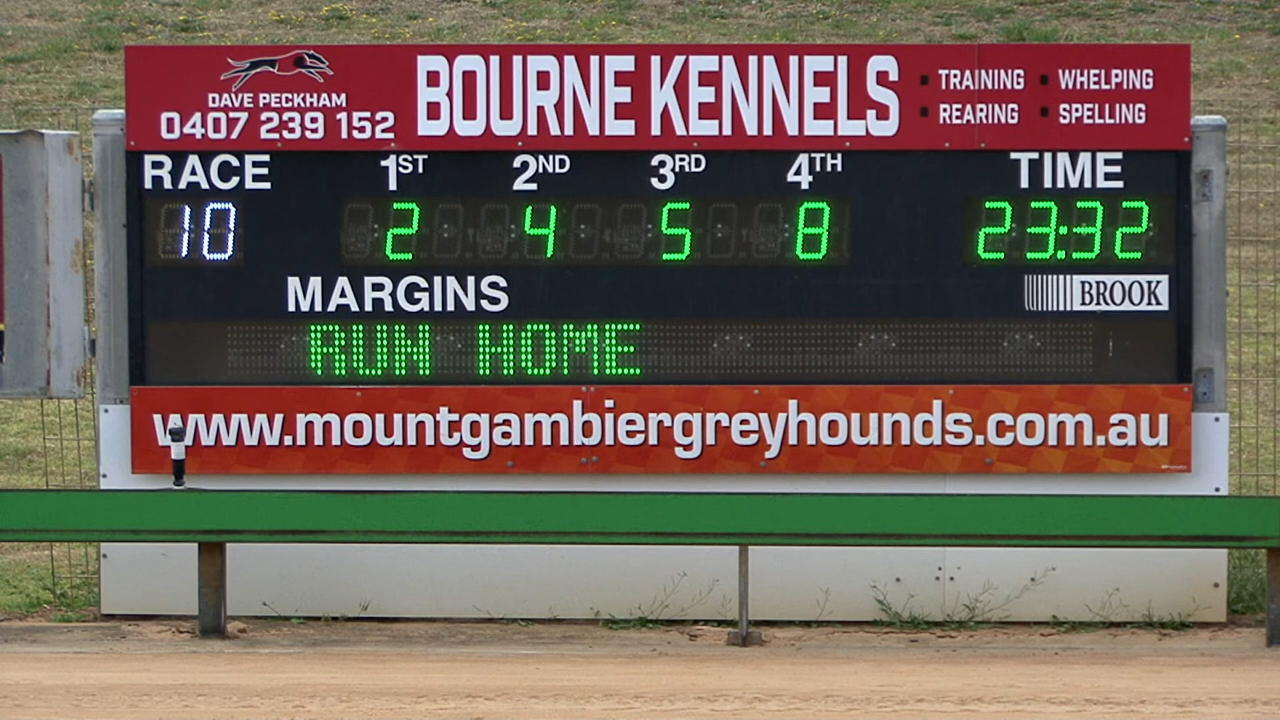 DAVE PECKHAM
0407 239 152
BOURNE KENNELS
▪ TRAINING ▪ WHELPING
▪ REARING ▪ SPELLING
RACE 1ST 2ND 3RD 4TH TIME
10 2 4 5 8 23:32
MARGINS
BROOK
RUN HOME
www.mountgambiergreyhounds.com.au